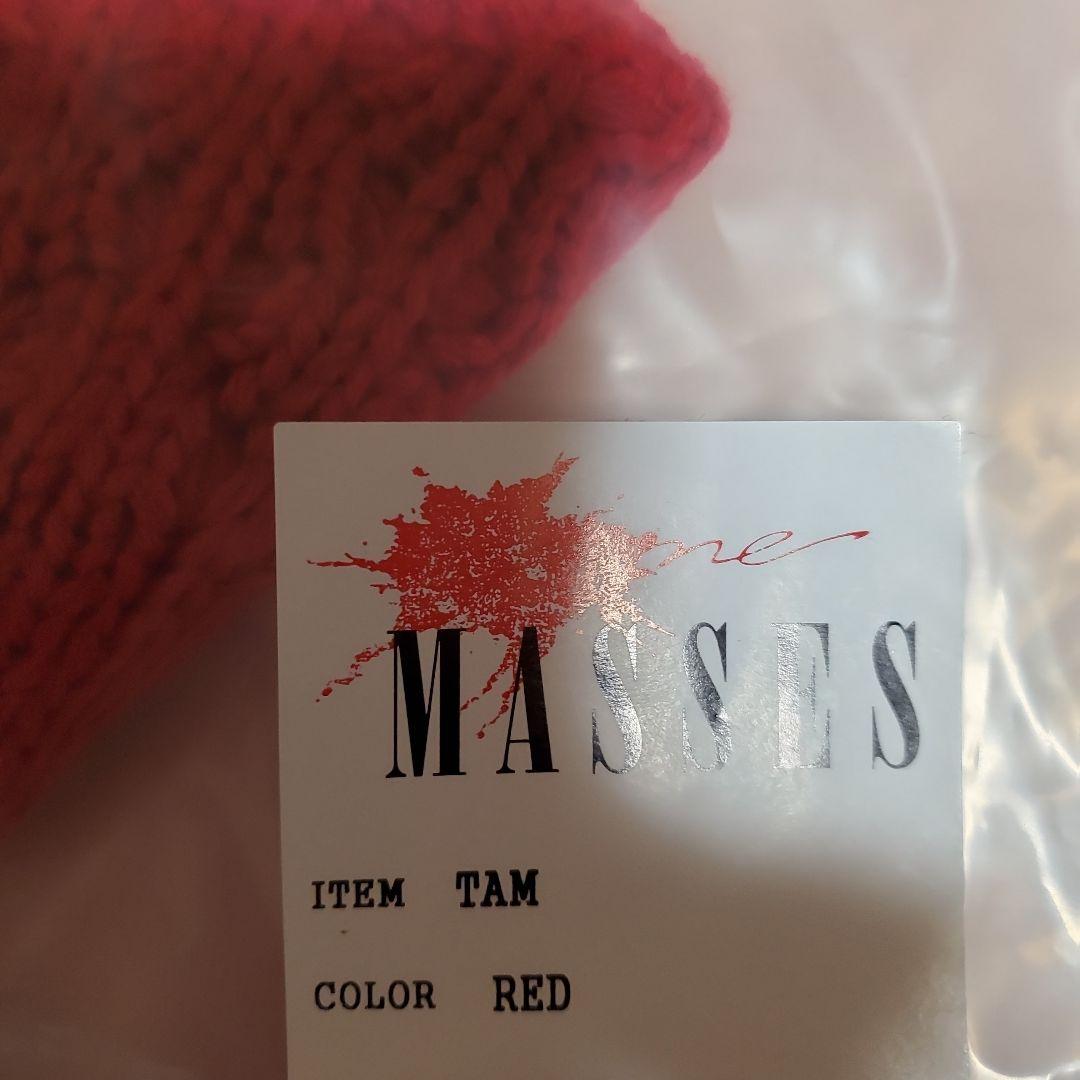 MASSES
ITEM TAM
COLOR RED